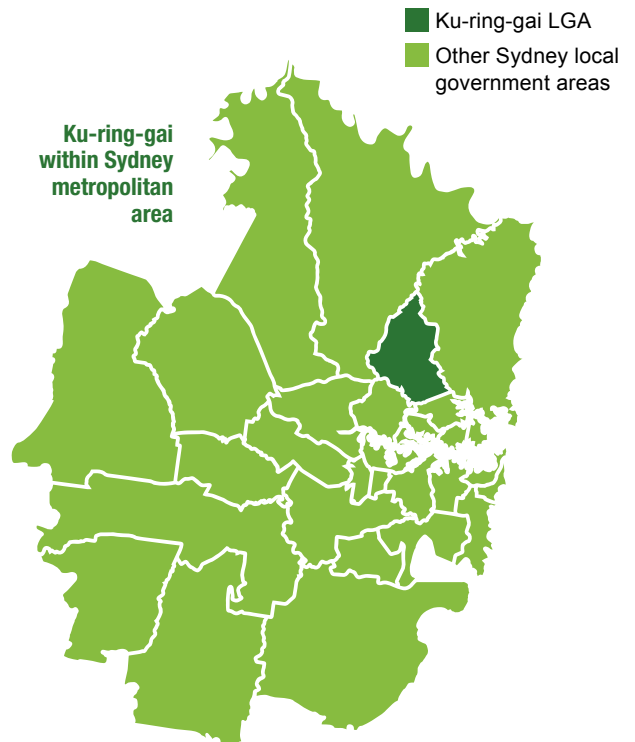 Ku-ring-gai LGA
Other Sydney local
government areas
Ku-ring-gai
within Sydney
metropolitan
area